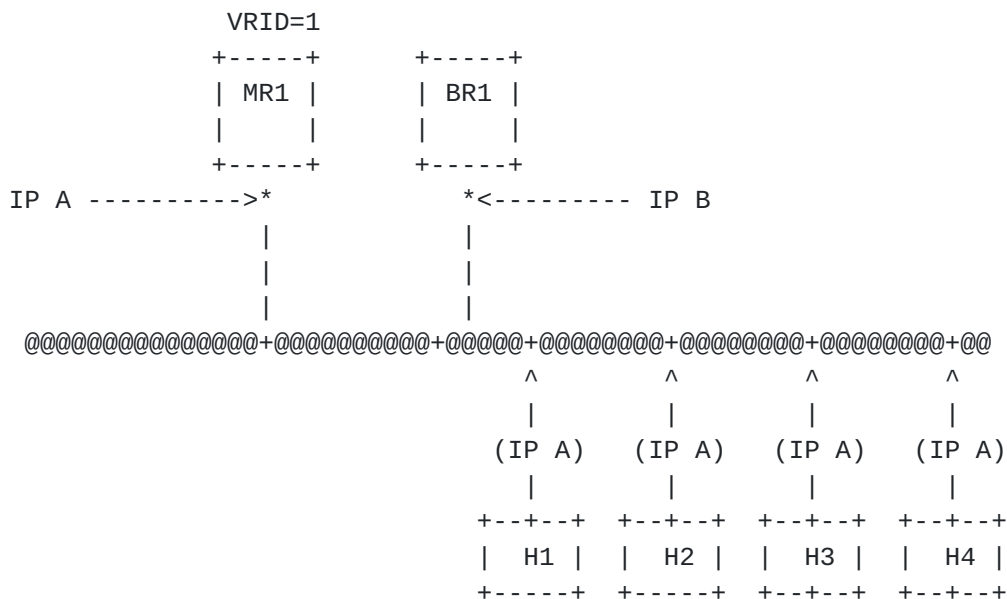 VRID=1
           +-----+      +-----+
           | MR1 |      | BR1 |
           |     |      |     |
           +-----+      +-----+
IP A ---------->*            *<--------- IP B
                |            |
                |            |
                |            |
 @@@@@@@@@@@@@@@+@@@@@@@@@@+@@@@@+@@@@@@@@+@@@@@@@@+@@@@@@@@+@@
                                 ^        ^        ^        ^
                                 |        |        |        |
                               (IP A)   (IP A)   (IP A)   (IP A)
                                 |        |        |        |
                              +--+--+  +--+--+  +--+--+  +--+--+
                              |  H1 |  |  H2 |  |  H3 |  |  H4 |
                              +-----+  +-----+  +--+--+  +--+--+